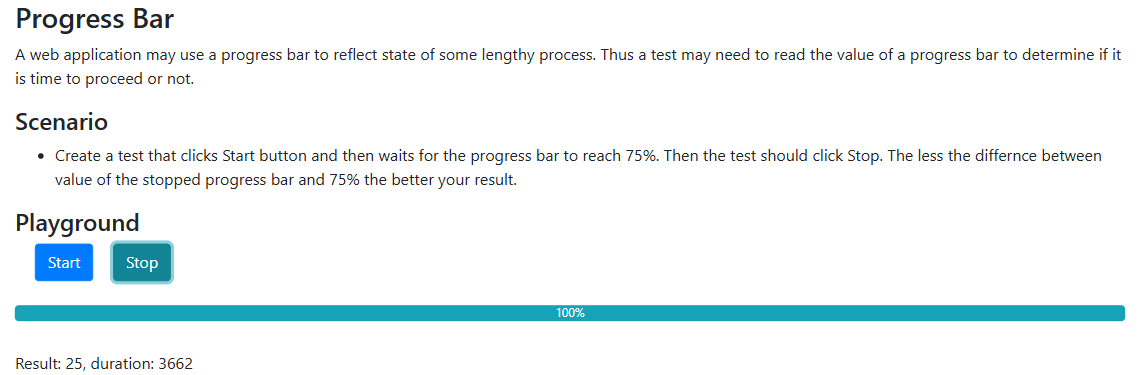 Progress Bar
A web application may use a progress bar to reflect state of some lengthy process. Thus a test may need to read the value of a progress bar to determine if it
is time to proceed or not.
Scenario
• Create a test that clicks Start button and then waits for the progress bar to reach 75%. Then the test should click Stop. The less the differnce between
value of the stopped progress bar and 75% the better your result.
Playground
Start Stop
100%
Result: 25, duration: 3662